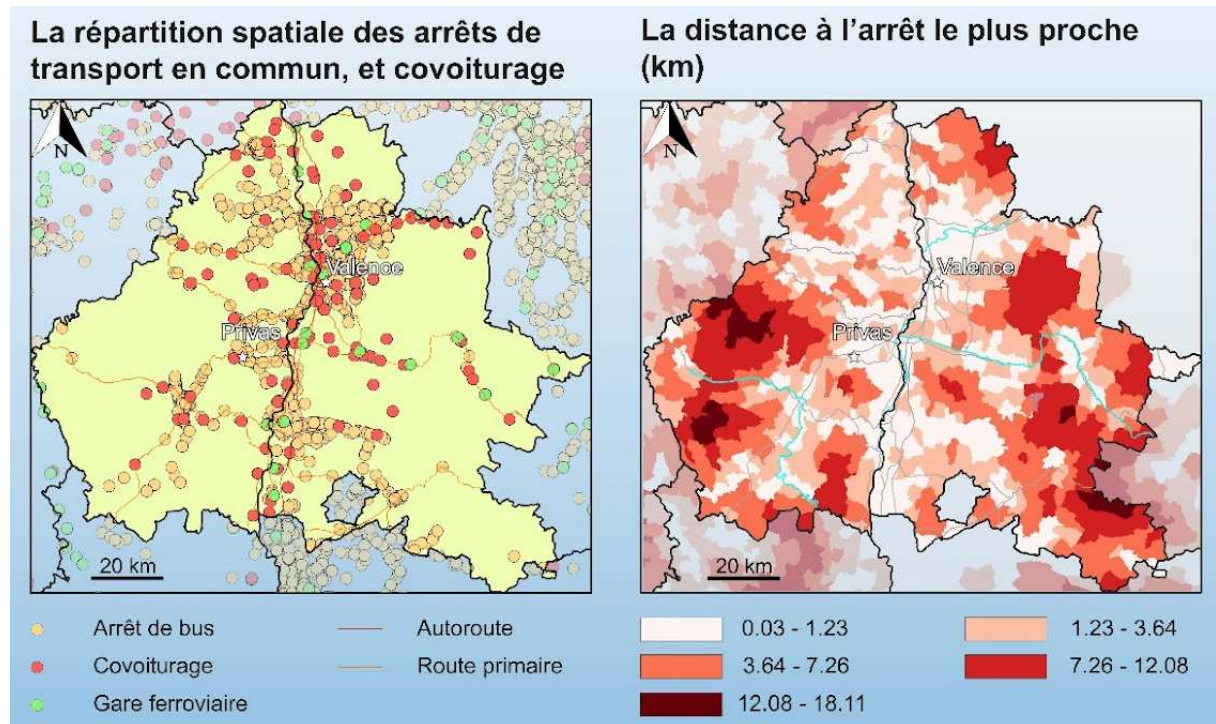 La répartition spatiale des arrêts de
transport en commun, et covoiturage
N
Valence
Privas
20 km
Arrêt de bus
Autoroute
Covoiturage
Route primaire
Gare ferroviaire
La distance à l'arrêt le plus proche
(km)
N
Valence
Privas
20 km
0.03 - 1.23
1.23 - 3.64
3.64 - 7.26
7.26 - 12.08
12.08 - 18.11